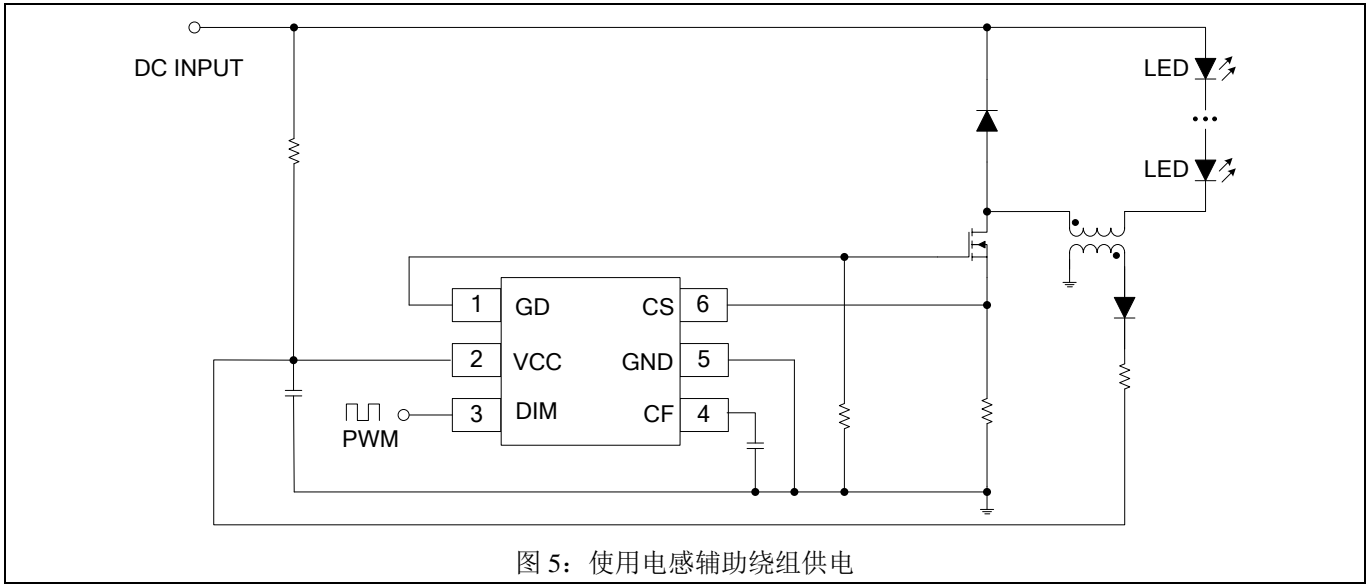 DC INPUT
LED
LED
1 GD CS 6
2 VCC GND 5
3 DIM CF 4
PWM
图 5：使用电感辅助绕组供电